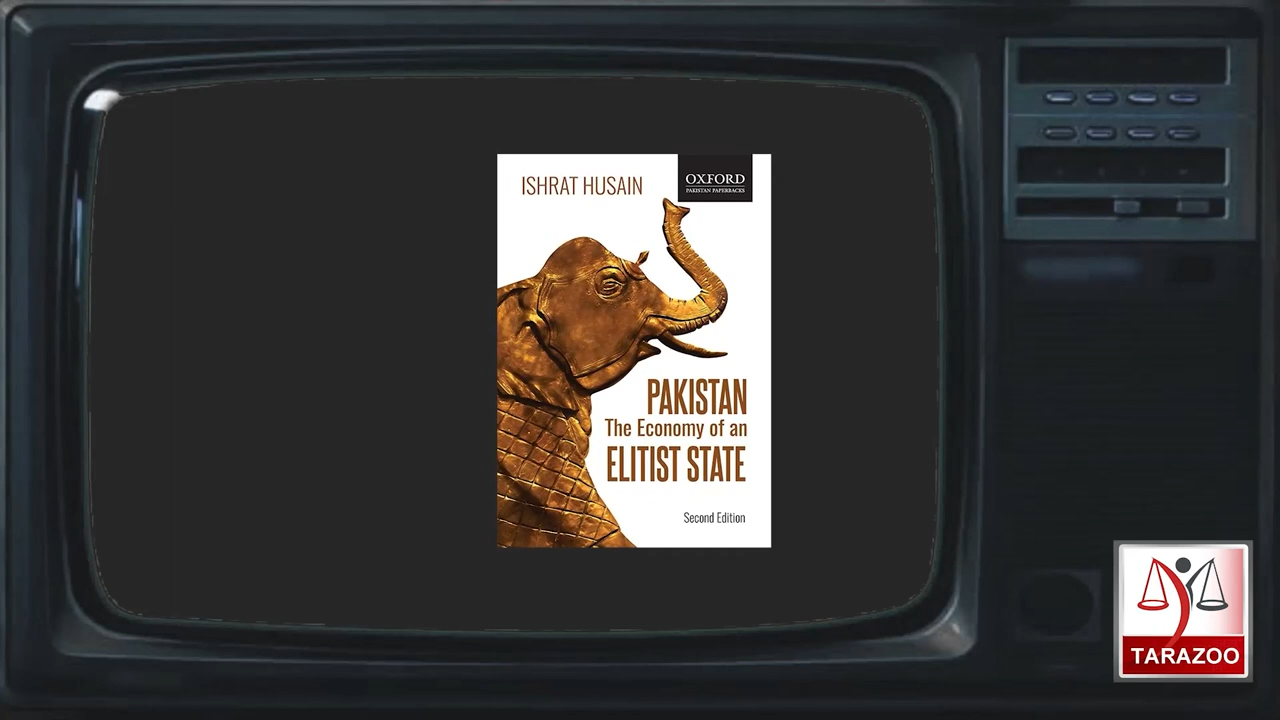 ISHRAT HUSAIN
OXFORD
PAKISTAN PAPERBACKS
PAKISTAN
The Economy of an
ELITIST STATE
Second Edition
TARAZOO